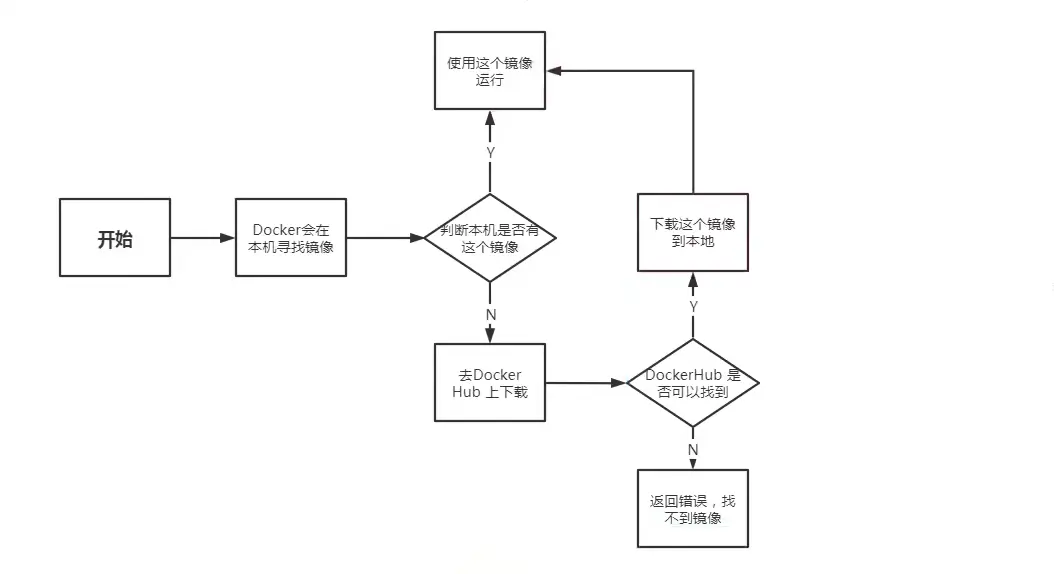 使用这个镜像
运行
Y
开始
Docker会在
本机寻找镜像
判断本机是否有
这个镜像
下载这个镜像
到本地
N
Y
去Docker
Hub 上下载
DockerHub 是
否可以找到
N
返回错误，找
不到镜像